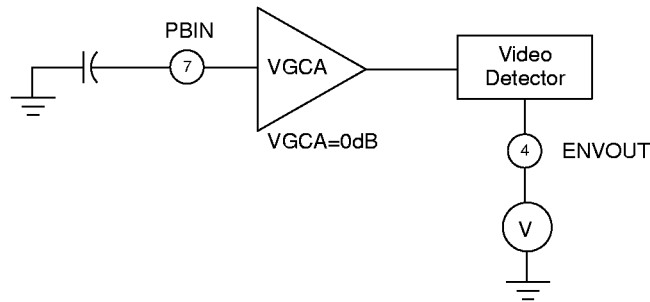 PBIN
7
VGCA
VGCA=0dB
Video
Detector
4
ENVOUT
V